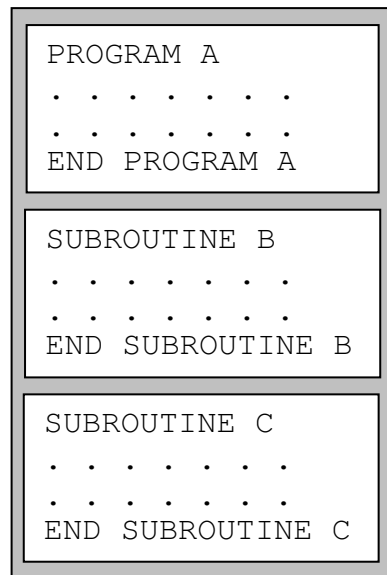 PROGRAM A
. . . . . . .
. . . . . . .
END PROGRAM A
SUBROUTINE B
. . . . . . .
. . . . . . .
END SUBROUTINE B
SUBROUTINE C
. . . . . . .
. . . . . . .
END SUBROUTINE C